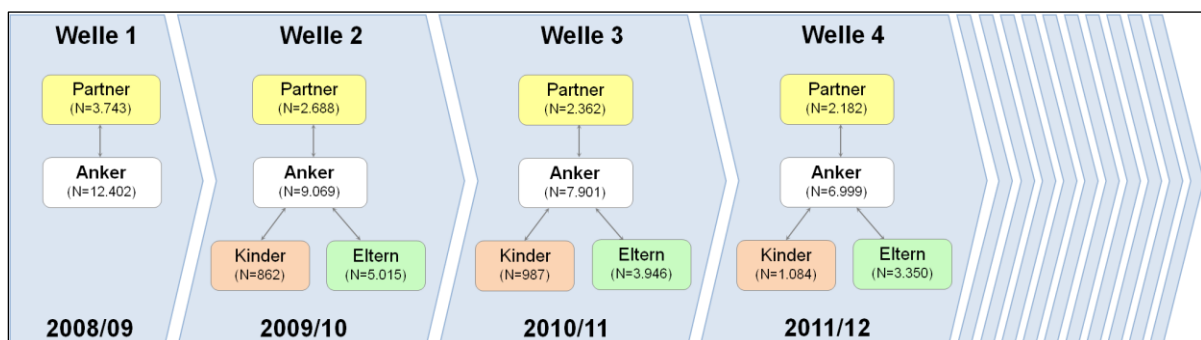 Welle 1
Partner
(N=3.743)
Anker
(N=12.402)
2008/09
Welle 2
Partner
(N=2.688)
Anker
(N=9.069)
Kinder
(N=862)
Eltern
(N=5.015)
2009/10
Welle 3
Partner
(N=2.362)
Anker
(N=7.901)
Kinder
(N=987)
Eltern
(N=3.946)
2010/11
Welle 4
Partner
(N=2.182)
Anker
(N=6.999)
Kinder
(N=1.084)
Eltern
(N=3.350)
2011/12